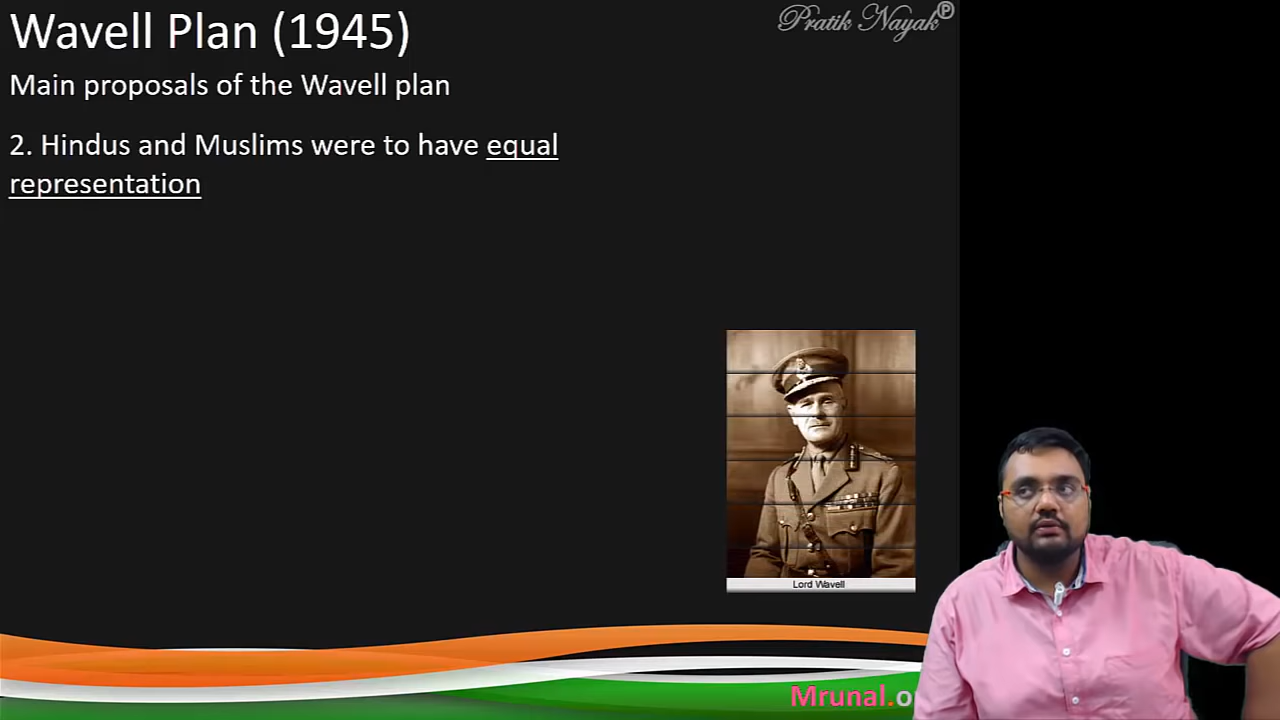 Wavell Plan (1945)
Pratik Nayak ℗
Main proposals of the Wavell plan
2. Hindus and Muslims were to have equal
representation
Lord Wavell
Mrunal.o